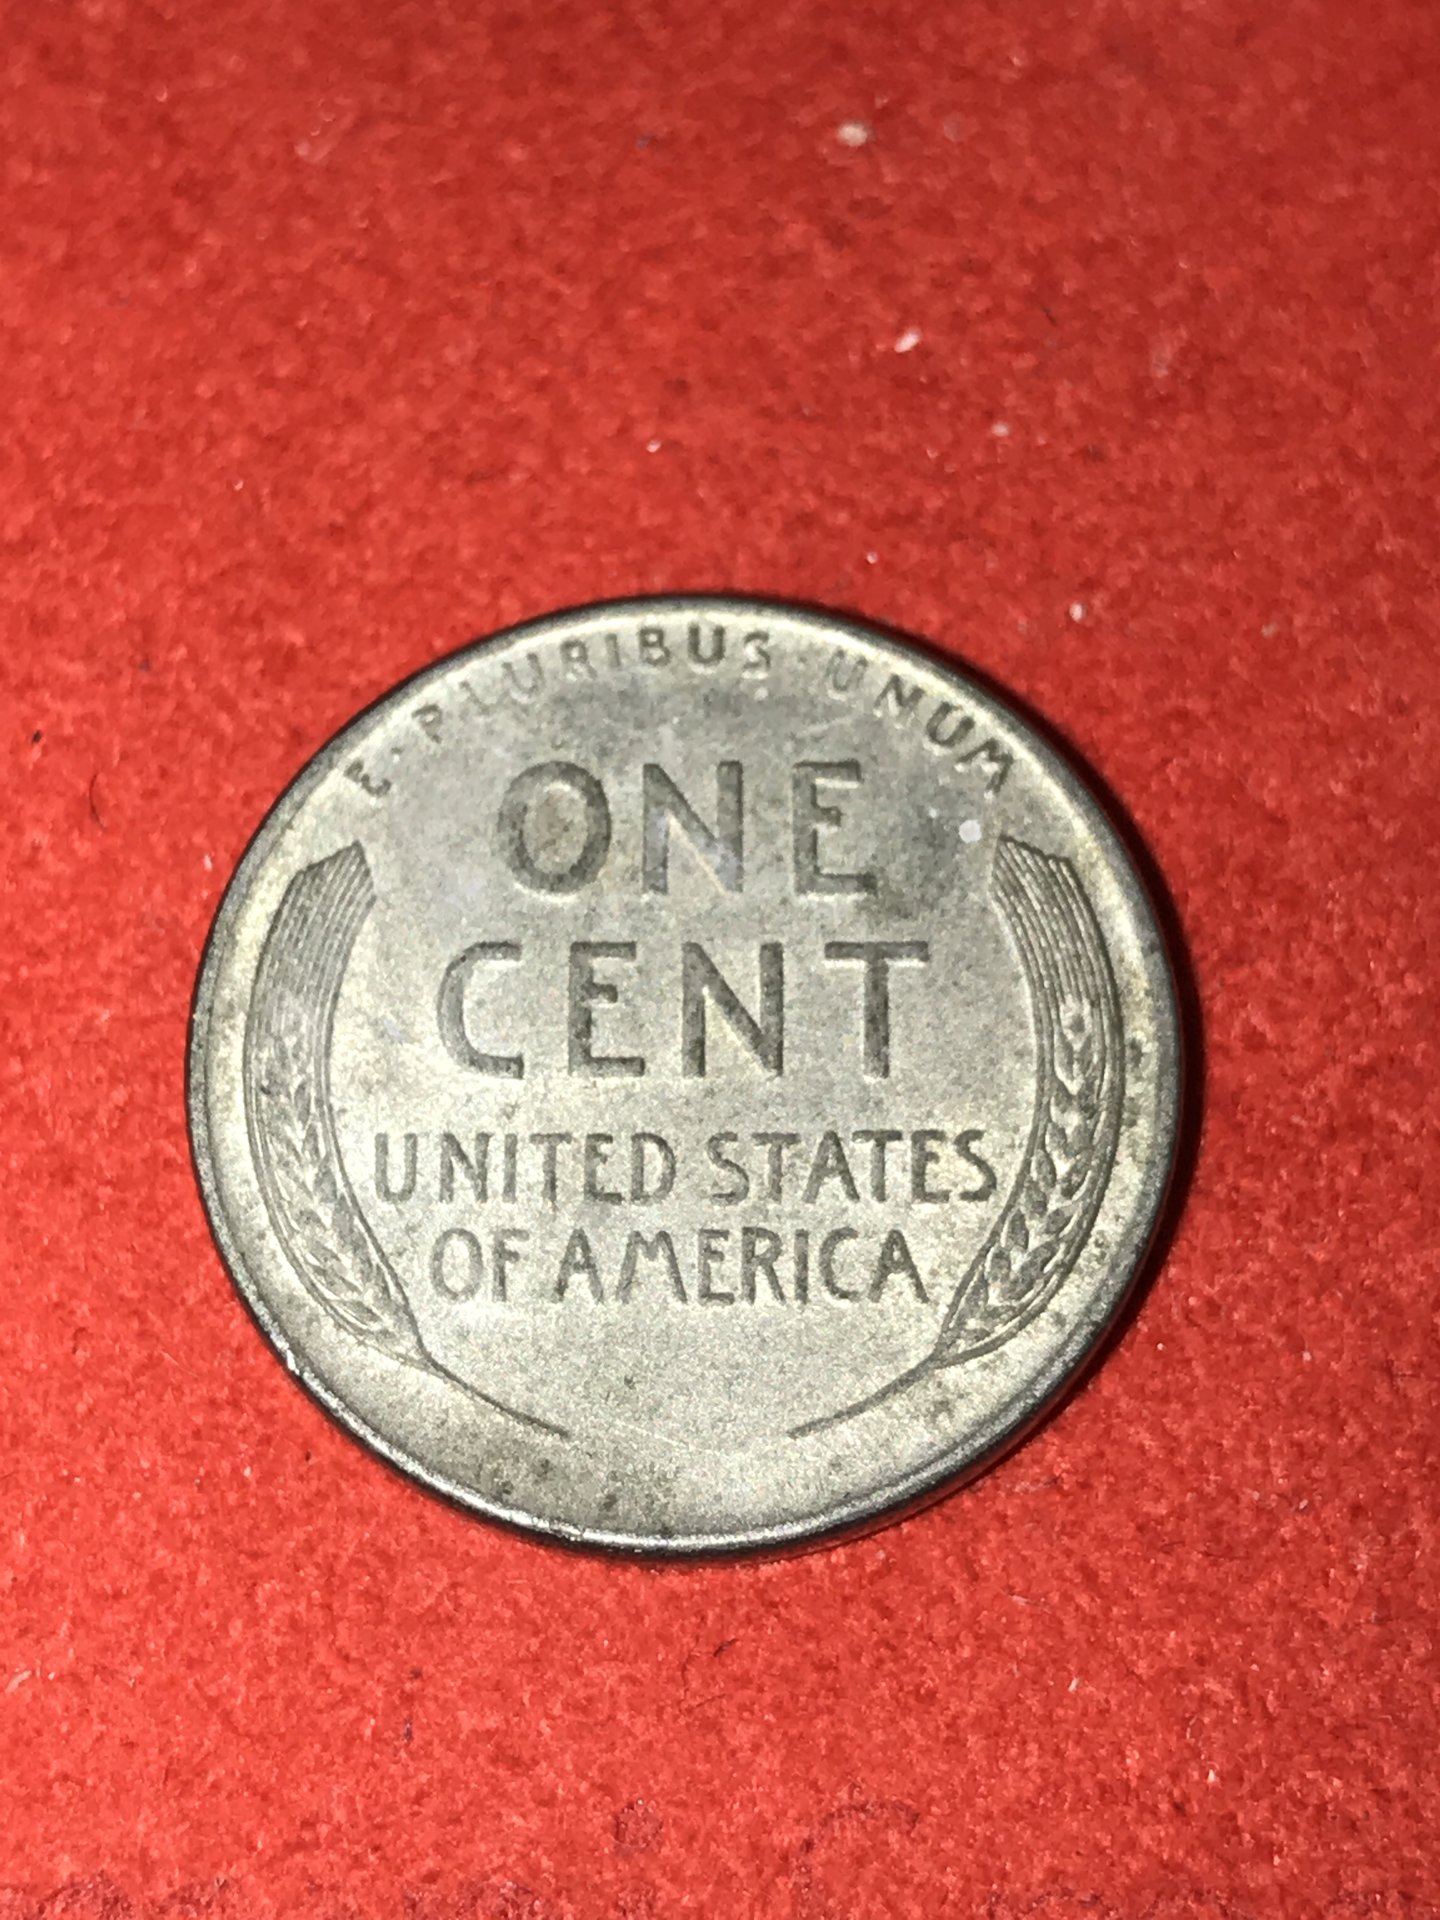 E · PLURIBUS · UNUM
ONE
CENT
UNITED STATES
OF AMERICA